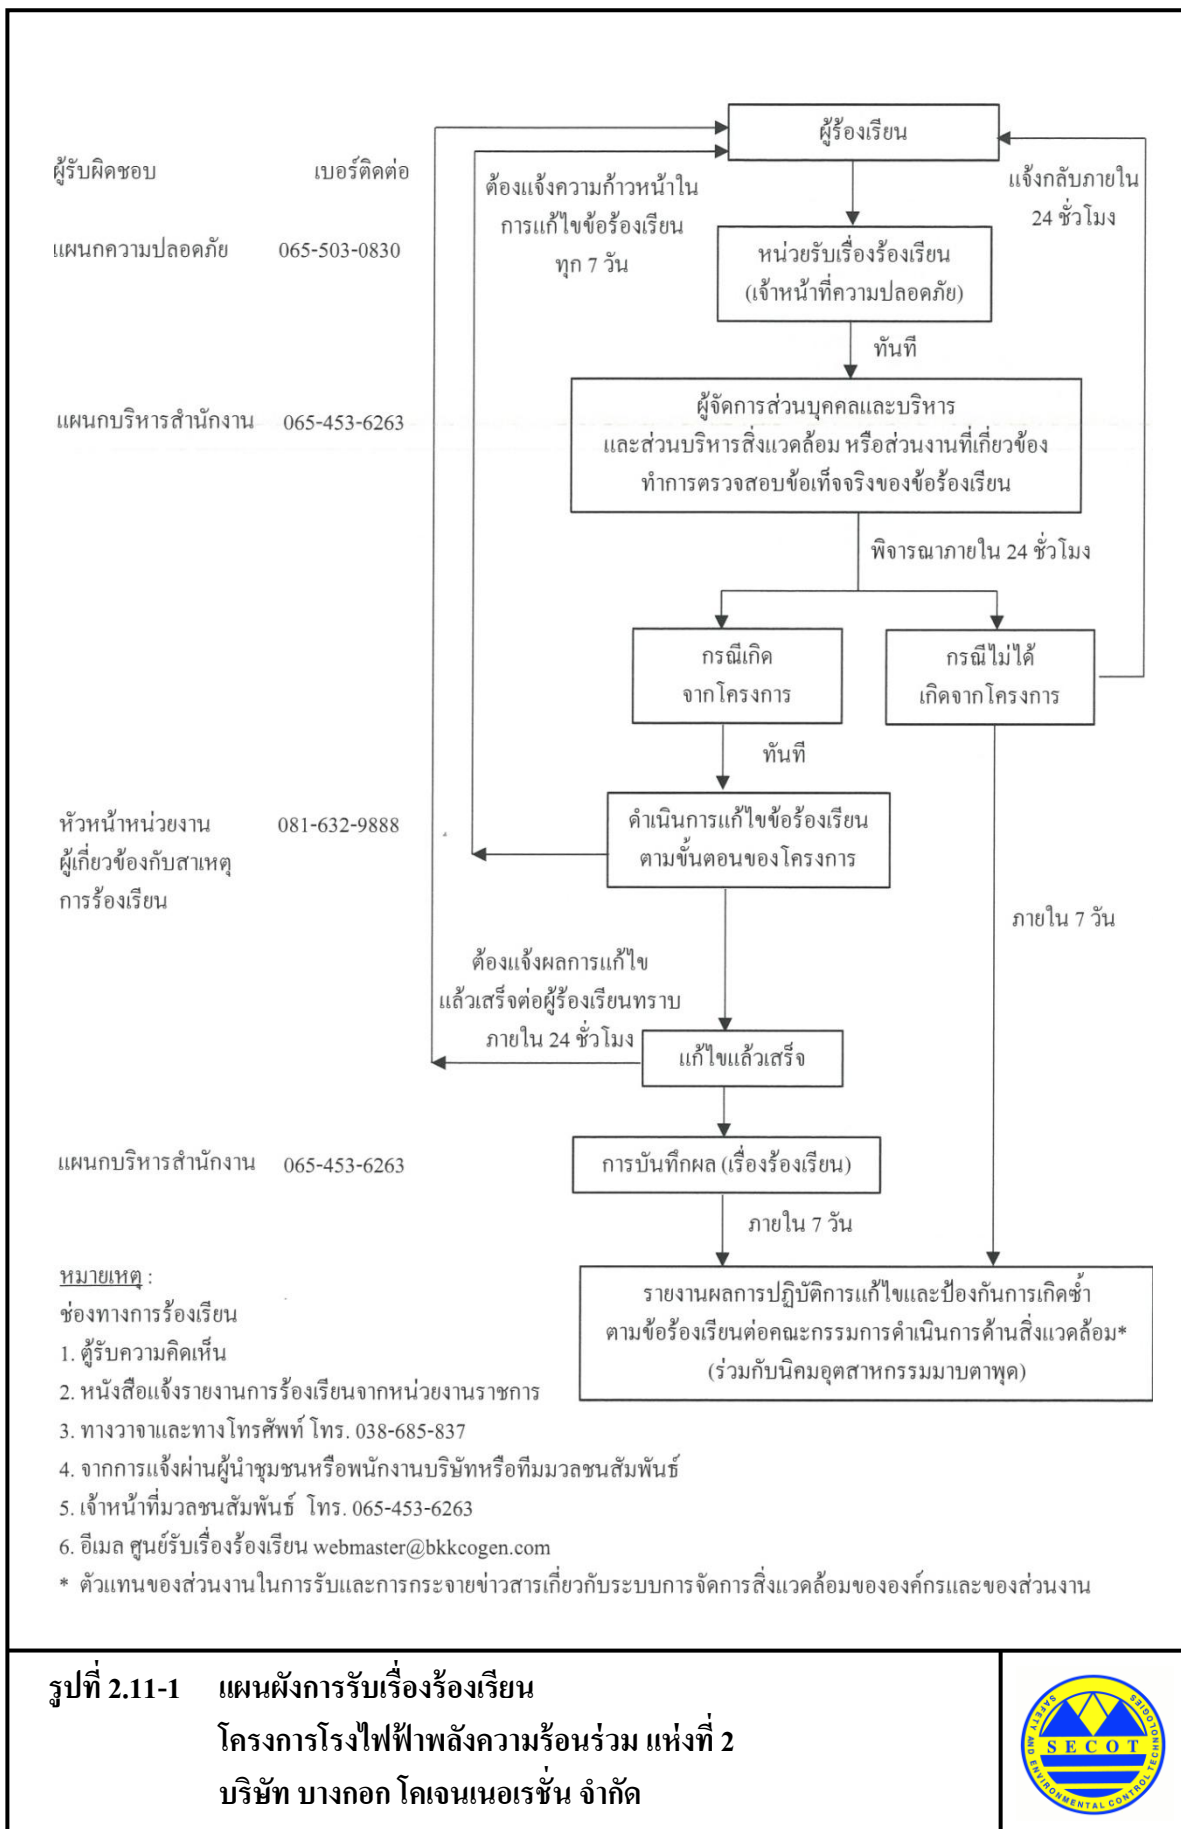 ผู้ร้องเรียน
ผู้รับผิดชอบ เบอร์ติดต่อ
ต้องแจ้งความก้าวหน้าใน
การแก้ไขข้อร้องเรียน
ทุก 7 วัน
แจ้งกลับภายใน
24 ชั่วโมง
แผนกความปลอดภัย 065-503-0830
หน่วยรับเรื่องร้องเรียน
(เจ้าหน้าที่ความปลอดภัย)
ทันที
แผนกบริหารสำนักงาน 065-453-6263
ผู้จัดการส่วนบุคคลและบริหาร
และส่วนบริหารสิ่งแวดล้อม หรือส่วนงานที่เกี่ยวข้อง
ทำการตรวจสอบข้อเท็จจริงของข้อร้องเรียน
พิจารณาภายใน 24 ชั่วโมง
กรณีเกิด
จากโครงการ
กรณีไม่ได้
เกิดจากโครงการ
ทันที
หัวหน้าหน่วยงาน 081-632-9888
ผู้เกี่ยวข้องกับสาเหตุ
การร้องเรียน
ดำเนินการแก้ไขข้อร้องเรียน
ตามขั้นตอนของโครงการ
ภายใน 7 วัน
ต้องแจ้งผลการแก้ไข
แล้วเสร็จต่อผู้ร้องเรียนทราบ
ภายใน 24 ชั่วโมง
แก้ไขแล้วเสร็จ
แผนกบริหารสำนักงาน 065-453-6263
การบันทึกผล (เรื่องร้องเรียน)
ภายใน 7 วัน
รายงานผลการปฏิบัติการแก้ไขและป้องกันการเกิดซ้ำ
ตามข้อร้องเรียนต่อคณะกรรมการดำเนินการด้านสิ่งแวดล้อม*
(ร่วมกับนิคมอุตสาหกรรมมาบตาพุด)
หมายเหตุ :
ช่องทางการร้องเรียน
1. ตู้รับความคิดเห็น
2. หนังสือแจ้งรายงานการร้องเรียนจากหน่วยงานราชการ
3. ทางวาจาและทางโทรศัพท์ โทร. 038-685-837
4. จากการแจ้งผ่านผู้นำชุมชนหรือพนักงานบริษัทหรือทีมมวลชนสัมพันธ์
5. เจ้าหน้าที่มวลชนสัมพันธ์ โทร. 065-453-6263
6. อีเมล ศูนย์รับเรื่องร้องเรียน webmaster@bkkcogen.com
* ตัวแทนของส่วนงานในการรับและการกระจายข่าวสารเกี่ยวกับระบบการจัดการสิ่งแวดล้อมขององค์กรและของส่วนงาน
รูปที่ 2.11-1 แผนผังการรับเรื่องร้องเรียน
โครงการโรงไฟฟ้าพลังความร้อนร่วม แห่งที่ 2
บริษัท บางกอก โคเจนเนอเรชั่น จำกัด
SECOT
SAFETY AND ENVIRONMENTAL CONTROL TECHNOLOGIES